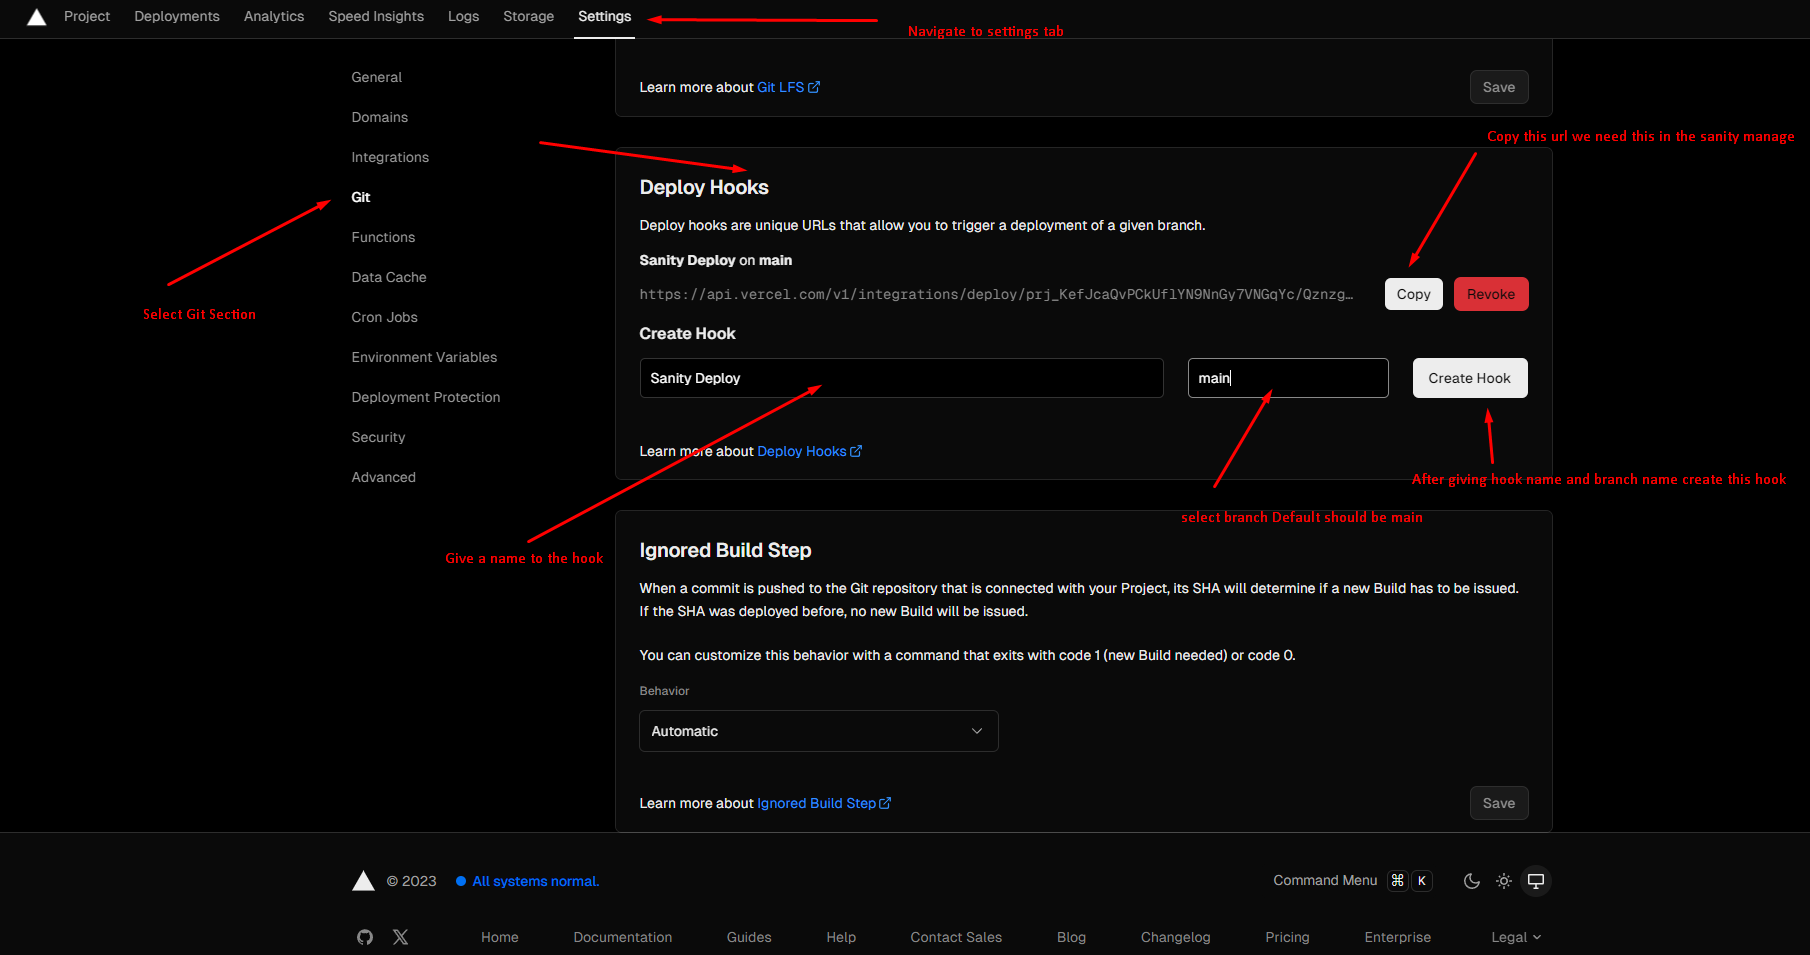 Project Deployments Analytics Speed Insights Logs Storage Settings
Navigate to settings tab
General
Domains
Integrations
Git
Functions
Data Cache
Cron Jobs
Environment Variables
Deployment Protection
Security
Advanced
Select Git Section
Learn more about Git LFS
Save
Copy this url we need this in the sanity manage
Deploy Hooks
Deploy hooks are unique URLs that allow you to trigger a deployment of a given branch.
Sanity Deploy on main
https://api.vercel.com/v1/integrations/deploy/prj_KefJcaQvPCkUflYN9NnGy7VNGqYc/Qznzg…
Copy Revoke
Create Hook
Sanity Deploy main Create Hook
Learn more about Deploy Hooks
After giving hook name and branch name create this hook
select branch Default should be main
Give a name to the hook
Ignored Build Step
When a commit is pushed to the Git repository that is connected with your Project, its SHA will determine if a new Build has to be issued.
If the SHA was deployed before, no new Build will be issued.
You can customize this behavior with a command that exits with code 1 (new Build needed) or code 0.
Behavior
Automatic
Learn more about Ignored Build Step
Save
© 2023 All systems normal. Command Menu ⌘ K
Home Documentation Guides Help Contact Sales Blog Changelog Pricing Enterprise Legal